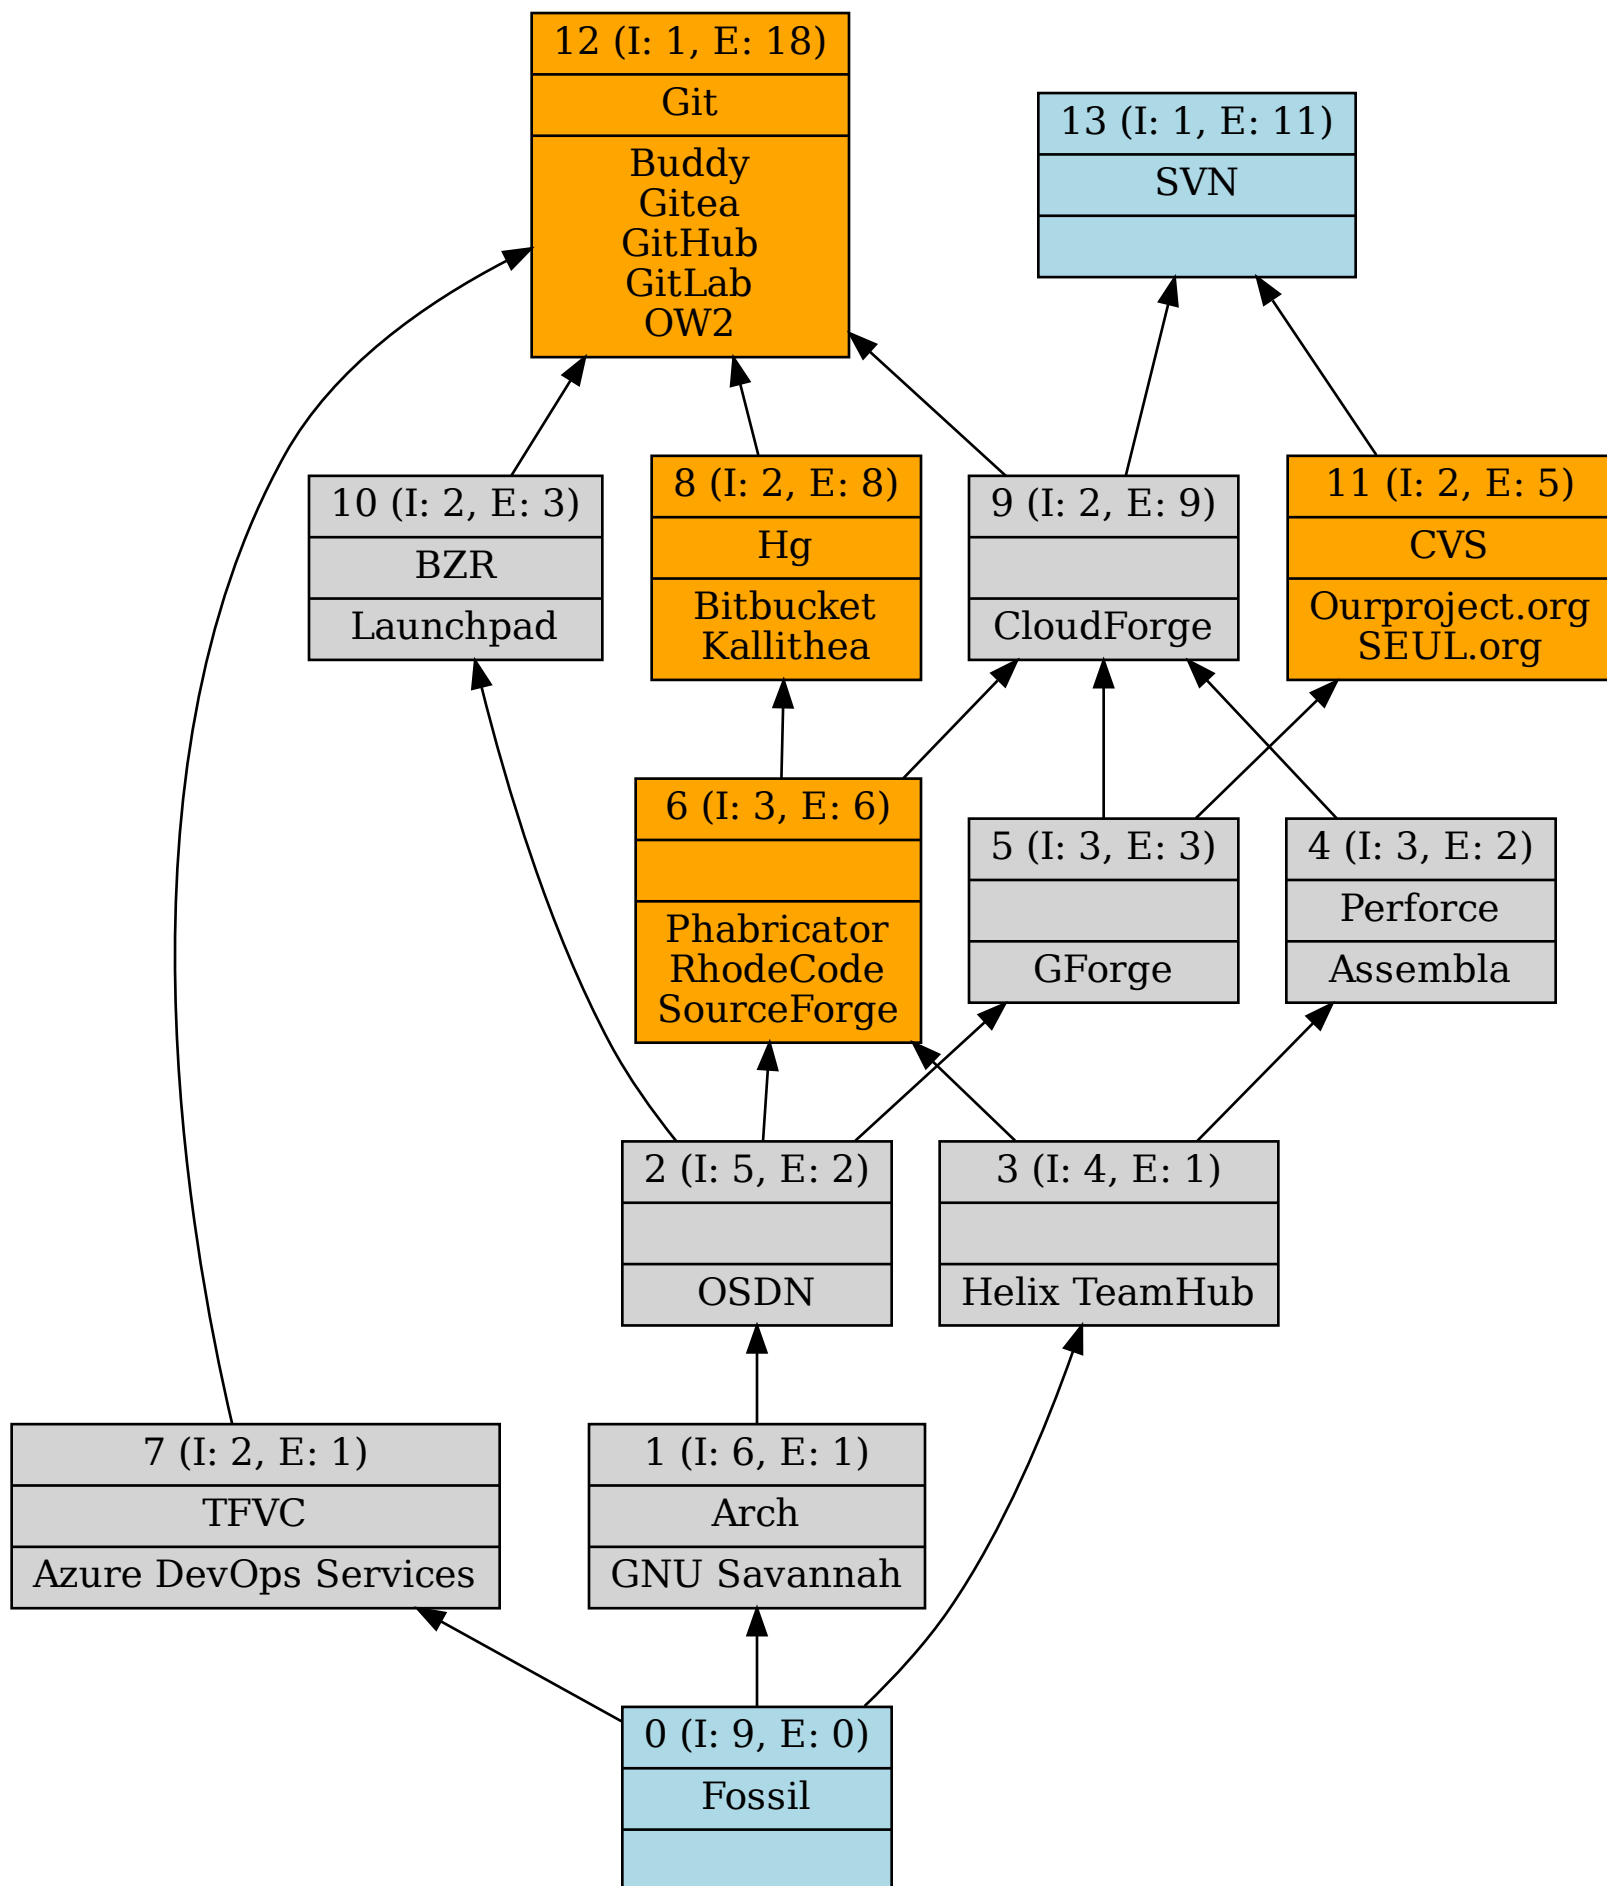 12 (I: 1, E: 18)
Git
Buddy
Gitea
GitHub
GitLab
OW2
13 (I: 1, E: 11)
SVN
10 (I: 2, E: 3)
BZR
Launchpad
8 (I: 2, E: 8)
Hg
Bitbucket
Kallithea
9 (I: 2, E: 9)
CloudForge
11 (I: 2, E: 5)
CVS
Ourproject.org
SEUL.org
6 (I: 3, E: 6)
Phabricator
RhodeCode
SourceForge
5 (I: 3, E: 3)
GForge
4 (I: 3, E: 2)
Perforce
Assembla
2 (I: 5, E: 2)
OSDN
3 (I: 4, E: 1)
Helix TeamHub
7 (I: 2, E: 1)
TFVC
Azure DevOps Services
1 (I: 6, E: 1)
Arch
GNU Savannah
0 (I: 9, E: 0)
Fossil